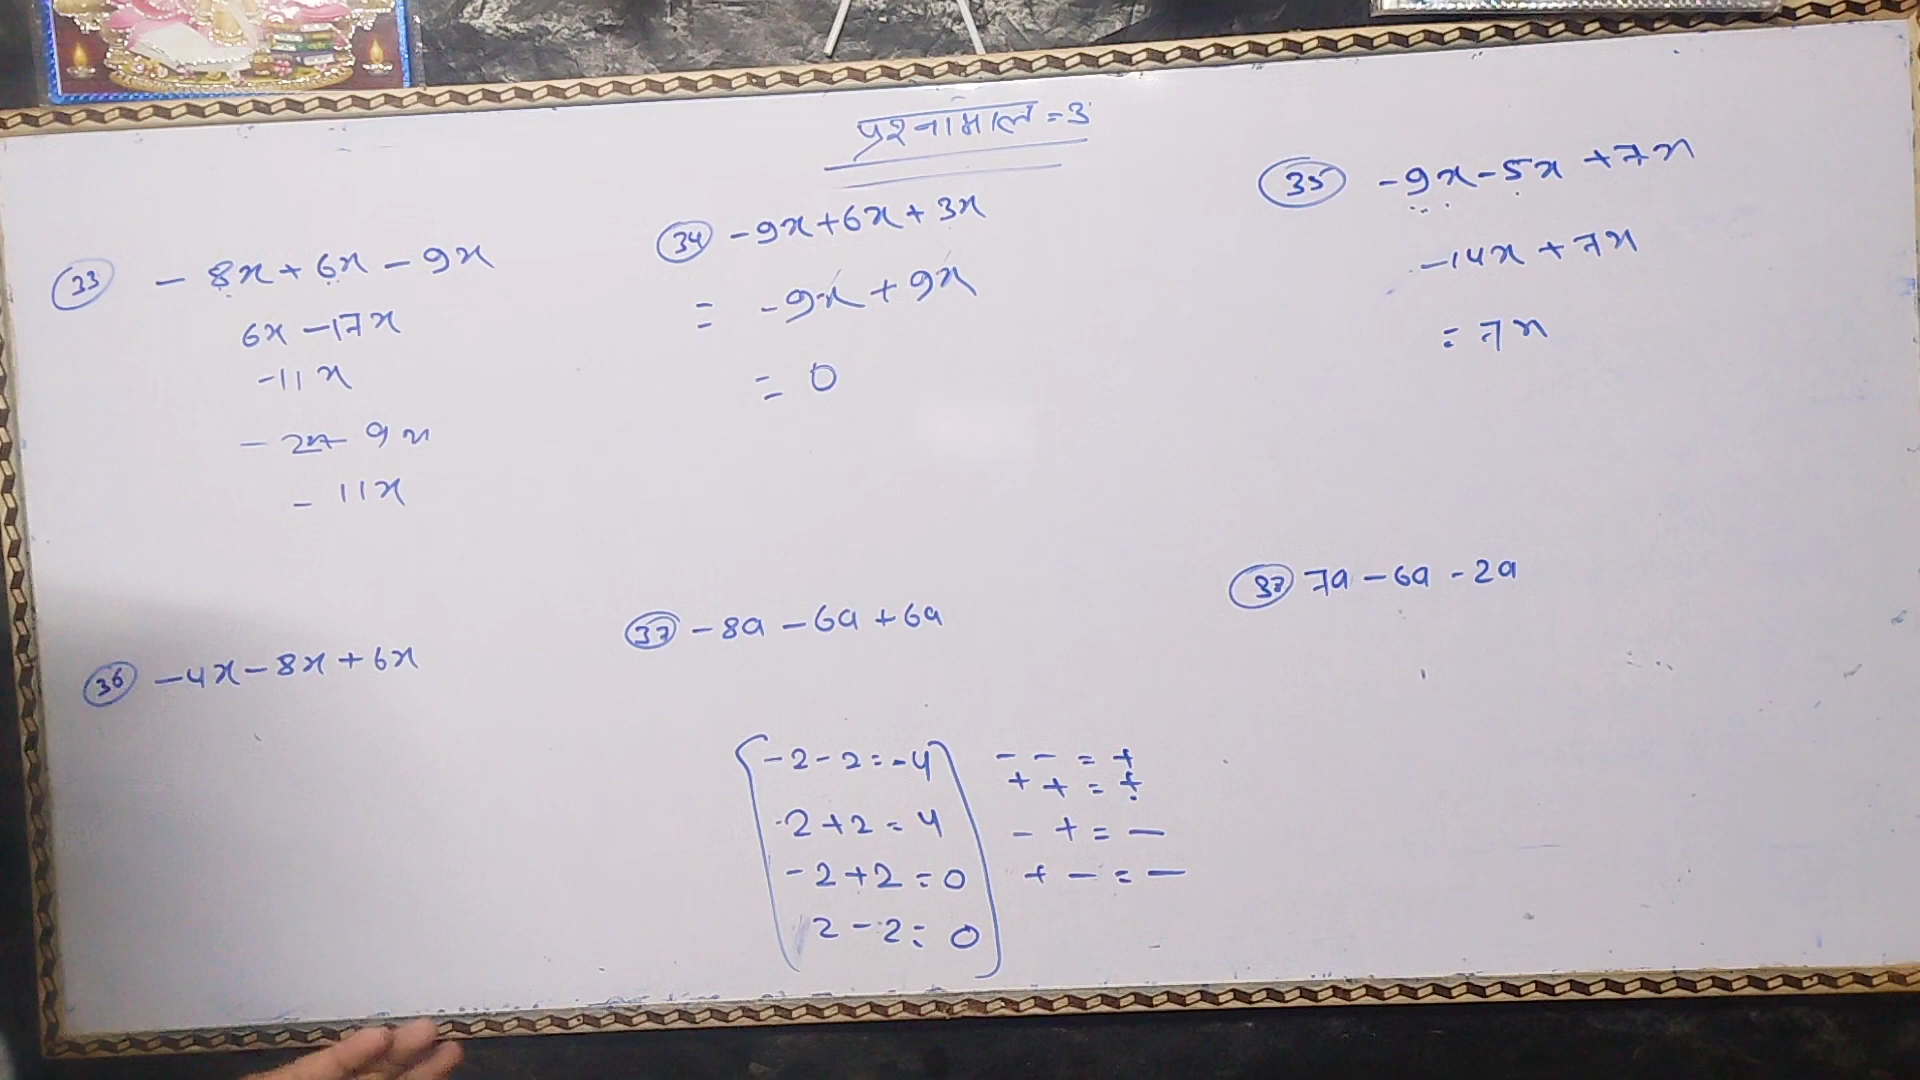 प्रश्नामाला = 3
33 - 8x + 6x - 9x
6x - 17x
-11x
- 2x - 9x
- 11x
34 - 9x + 6x + 3x
= - 9x + 9x
= 0
35 - 9x - 5x + 7x
- 14x + 7x
= 7x
36 - 4x - 8x + 6x
37 - 8a - 6a + 6a
38 7a - 6a - 2a
- 2 - 2 = - 4
2 + 2 = 4
- 2 + 2 = 0
2 - 2 = 0
- - = +
+ + = +
- + = -
+ - = -